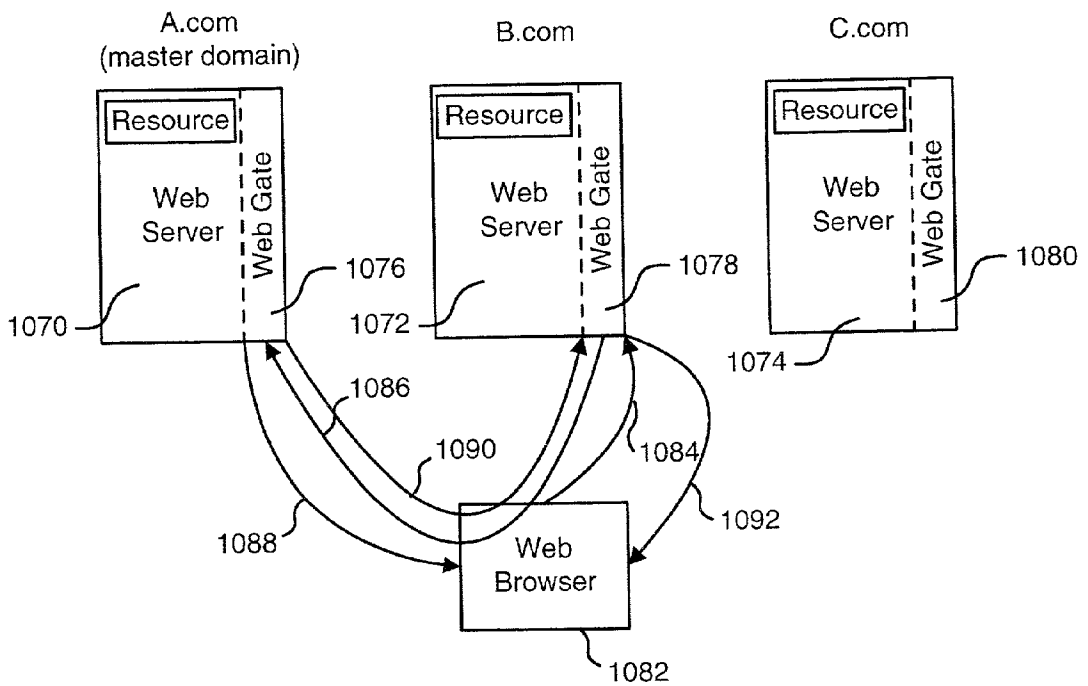 A.com
(master domain)
B.com
C.com
Resource
Web
Server
Web Gate
Resource
Web
Server
Web Gate
Resource
Web
Server
Web Gate
1070
1076
1072
1078
1074
1080
1086
1090
1084
1088
1092
Web
Browser
1082